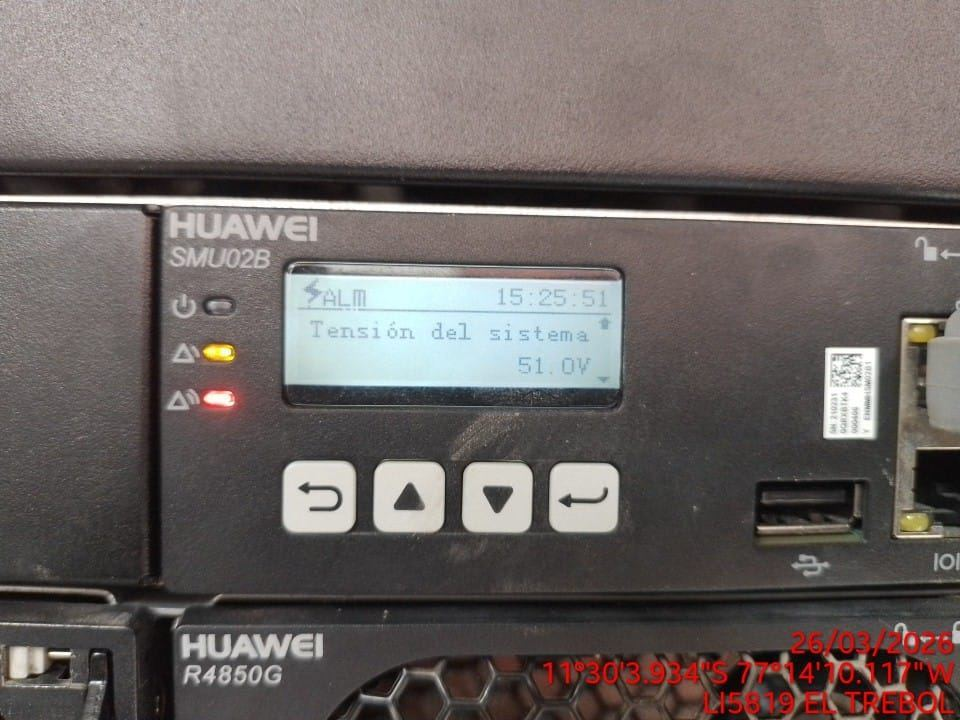 HUAWEI
SMU02B
ALM 15:25:51
Tensión del sistema
51.0V
HUAWEI
R4850G
26/03/2026
11°30'3.934"S 77°14'10.117"W
LI5819 EL TREBOL